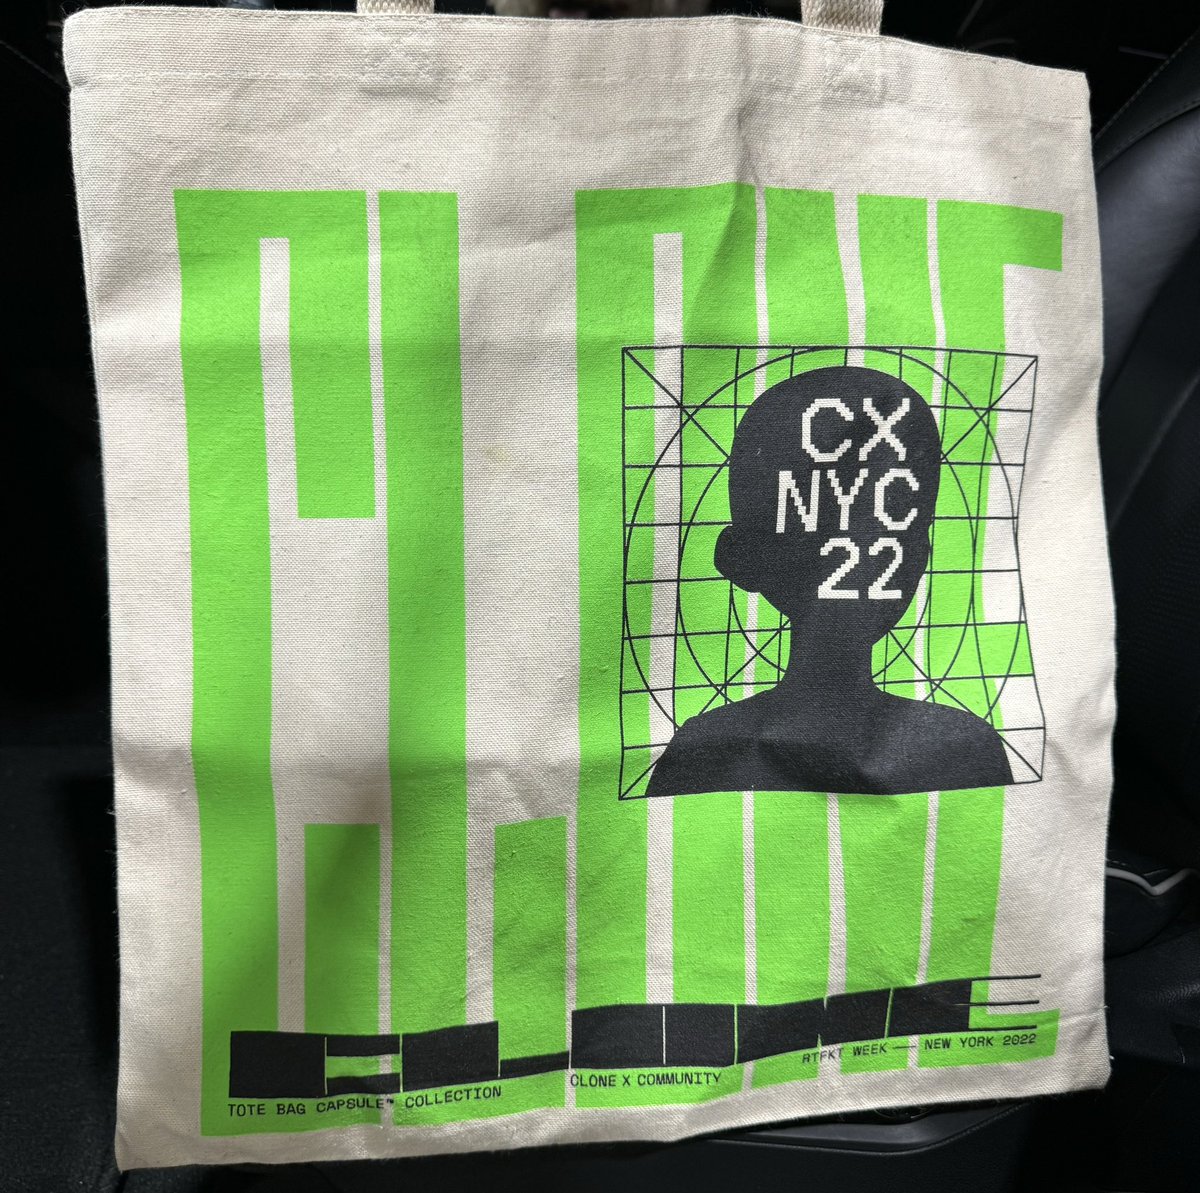 CLONE
CX
NYC
22
CLONE
RTFKT WEEK — NEW YORK 2022
CLONE X COMMUNITY
TOTE BAG CAPSULE™ COLLECTION